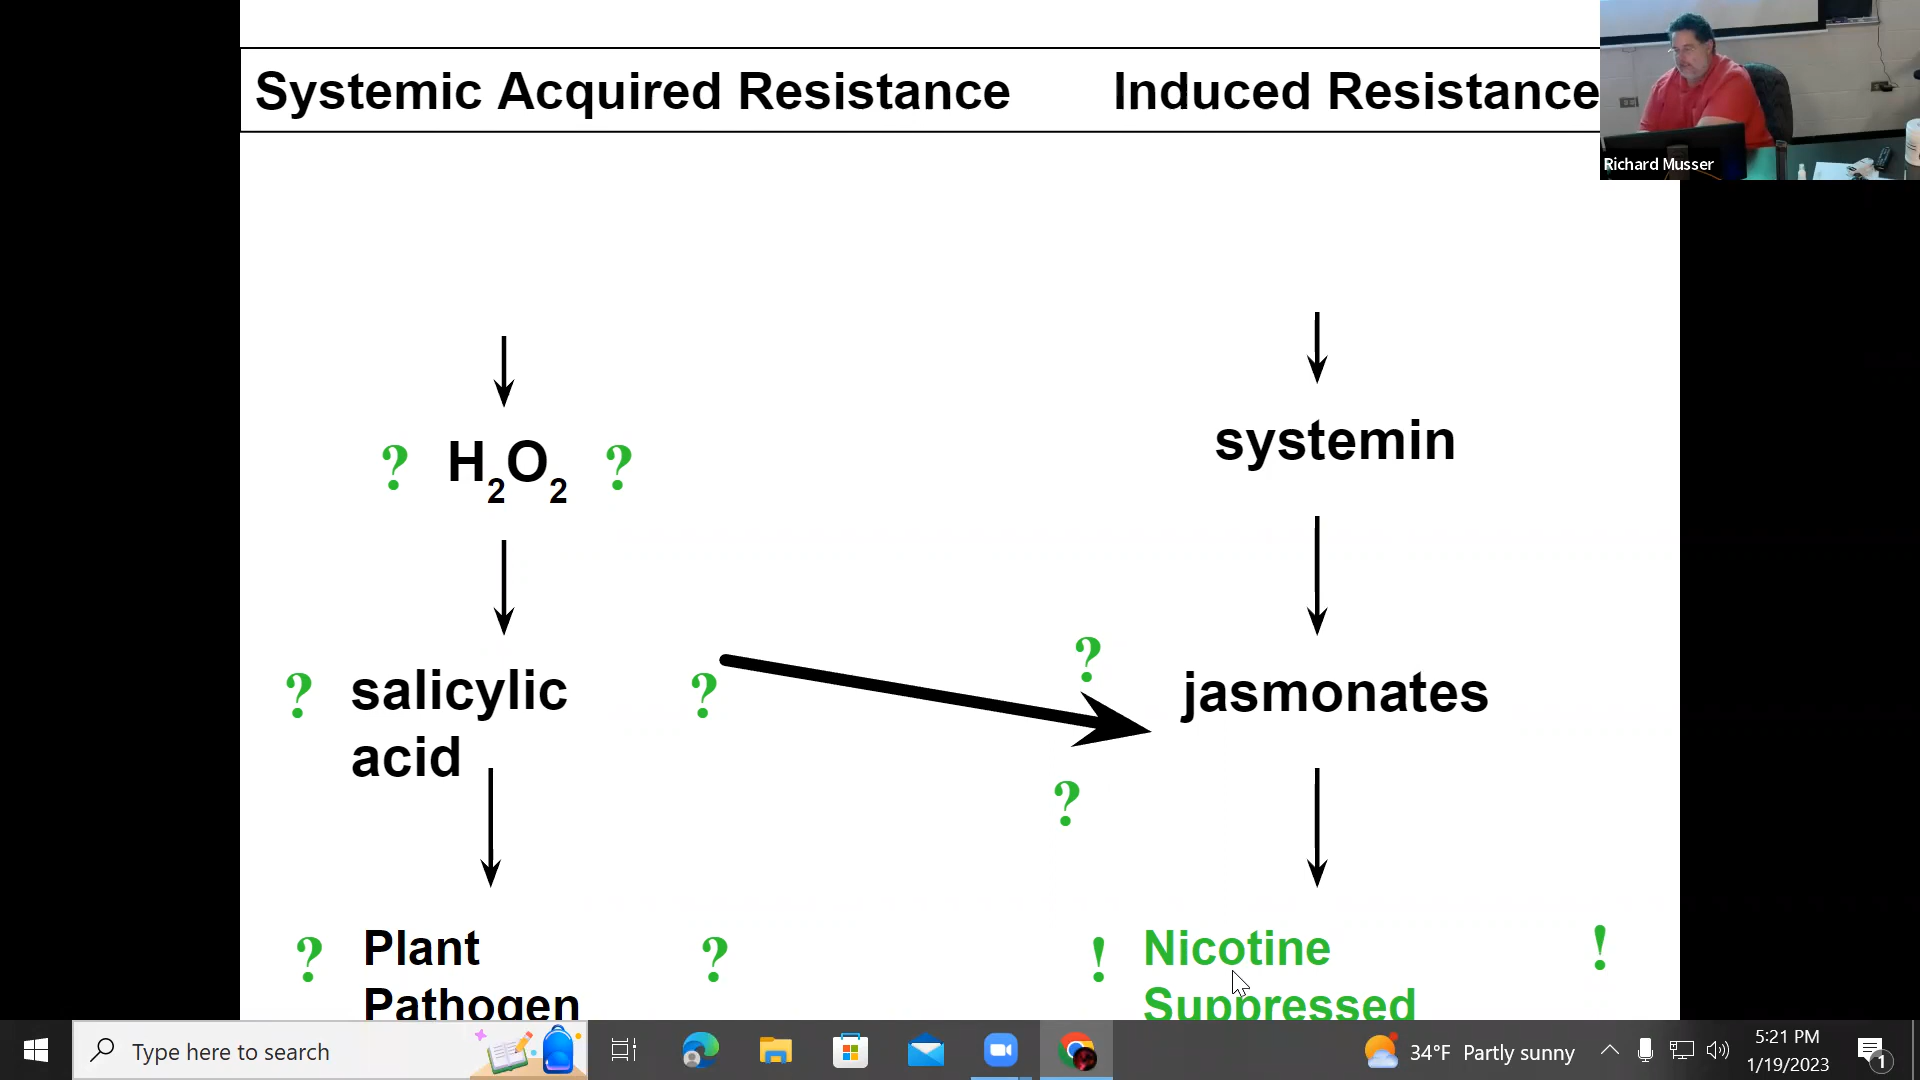 Systemic Acquired Resistance Induced Resistance
Richard Musser
systemin
? H2O2 ?
?
? salicylic ? jasmonates
acid
?
? Plant ? ! Nicotine !
Pathogen Suppressed
Type here to search
34°F Partly sunny
5:21 PM
1/19/2023
1